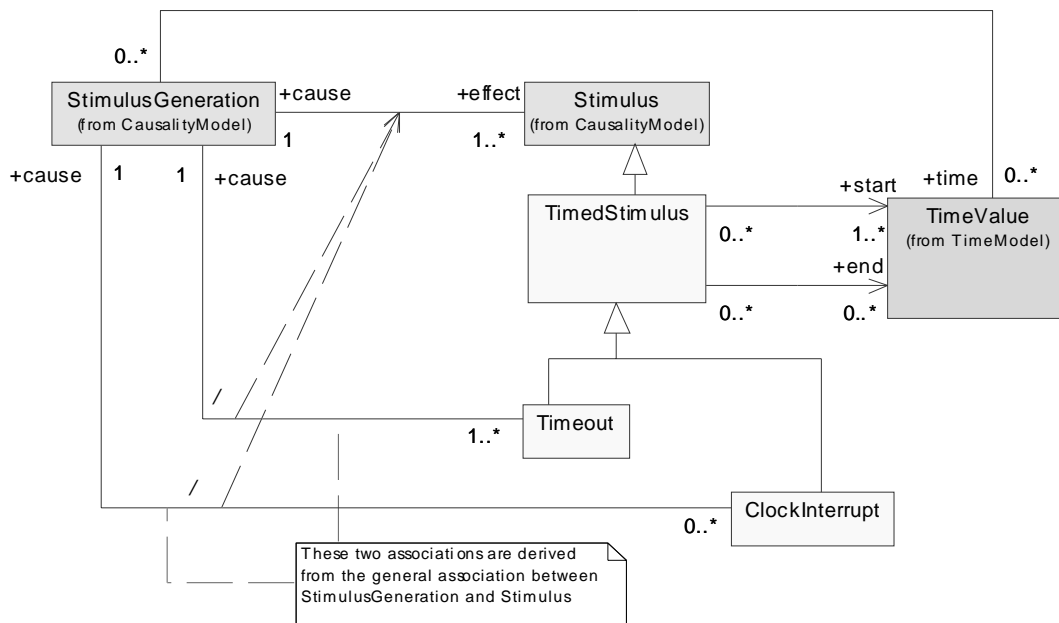 0..*
StimulusGeneration
(from CausalityModel)
+cause
1
+effect
1..*
Stimulus
(from CausalityModel)
+cause
1
1
+cause
TimedStimulus
+start
0..*
1..*
+time
0..*
TimeValue
(from TimeModel)
+end
0..*
0..*
/
Timeout
1..*
/
ClockInterrupt
0..*
These two associations are derived
from the general association between
StimulusGeneration and Stimulus